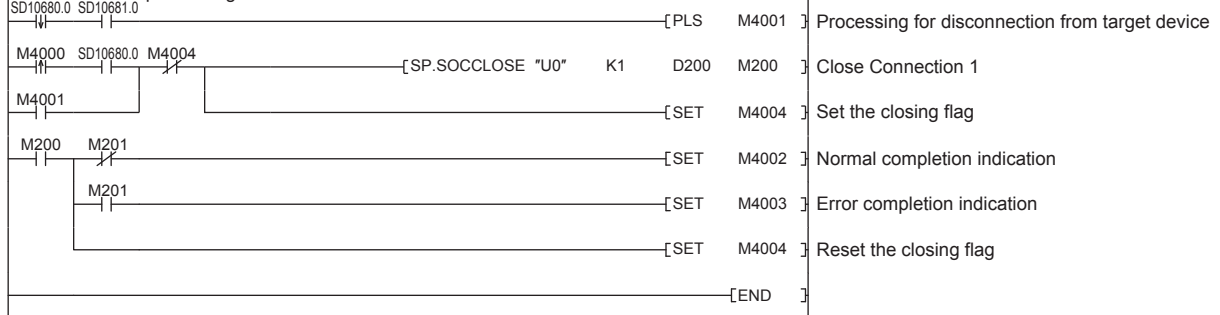 SD10680.0 SD10681.0
PLS M4001 Processing for disconnection from target device
M4000 SD10680.0 M4004
SP.SOCCLOSE "U0" K1 D200 M200 Close Connection 1
M4001
SET M4004 Set the closing flag
M200 M201
SET M4002 Normal completion indication
M201
SET M4003 Error completion indication
SET M4004 Reset the closing flag
END